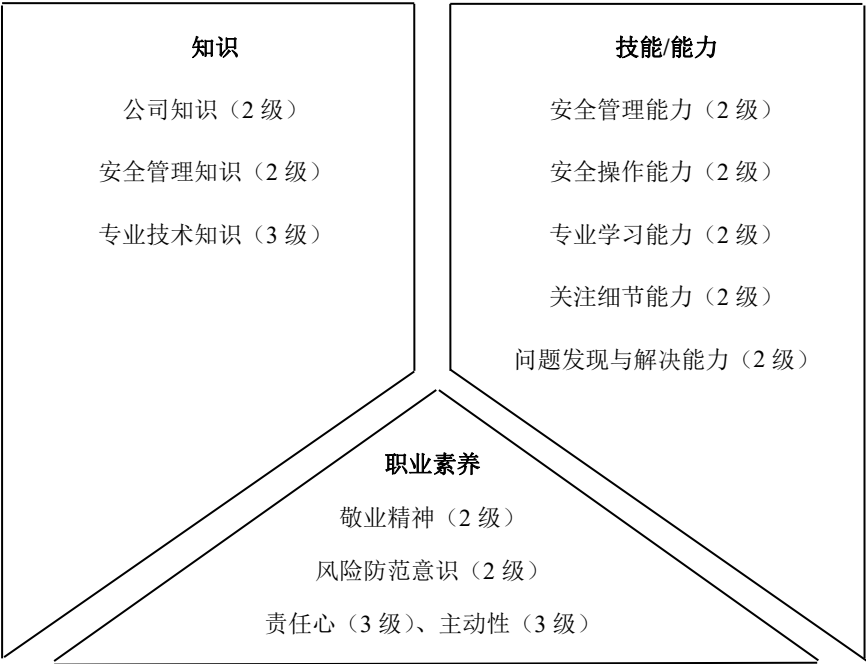 知识
公司知识（2 级）
安全管理知识（2 级）
专业技术知识（3 级）
技能/能力
安全管理能力（2 级）
安全操作能力（2 级）
专业学习能力（2 级）
关注细节能力（2 级）
问题发现与解决能力（2 级）
职业素养
敬业精神（2 级）
风险防范意识（2 级）
责任心（3 级）、主动性（3 级）